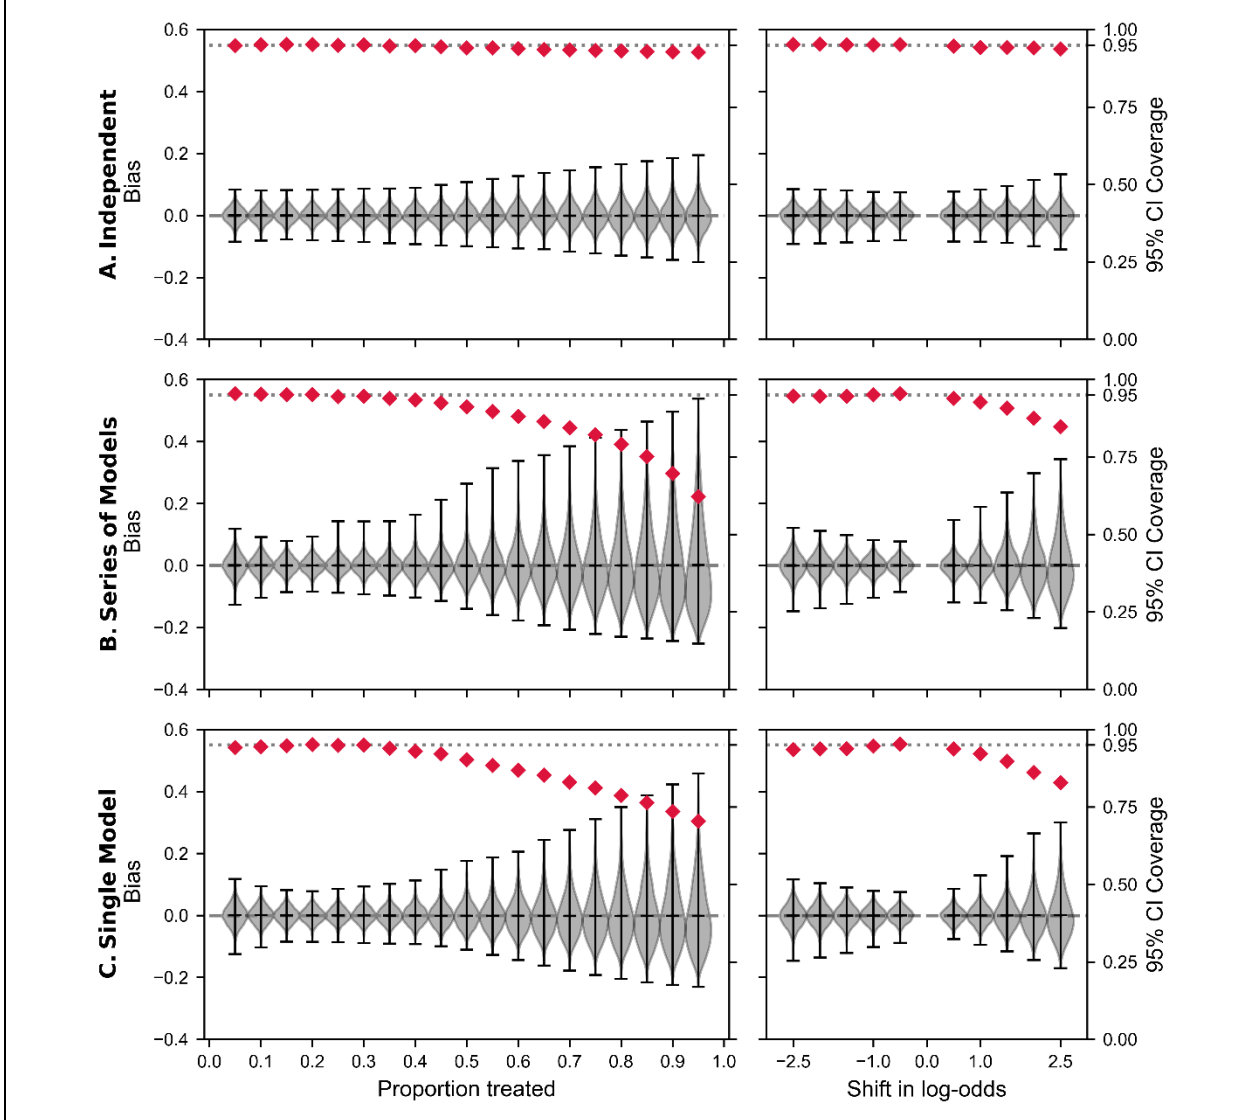 A. Independent
Bias
0.6
0.4
0.2
0.0
−0.2
−0.4
1.00
0.95
0.75
0.50
0.25
0.00
95% CI Coverage
B. Series of Models
Bias
0.6
0.4
0.2
0.0
−0.2
−0.4
1.00
0.95
0.75
0.50
0.25
0.00
95% CI Coverage
C. Single Model
Bias
0.6
0.4
0.2
0.0
−0.2
−0.4
1.00
0.95
0.75
0.50
0.25
0.00
95% CI Coverage
0.0 0.1 0.2 0.3 0.4 0.5 0.6 0.7 0.8 0.9 1.0
Proportion treated
−2.5 −1.0 0.0 1.0 2.5
Shift in log-odds